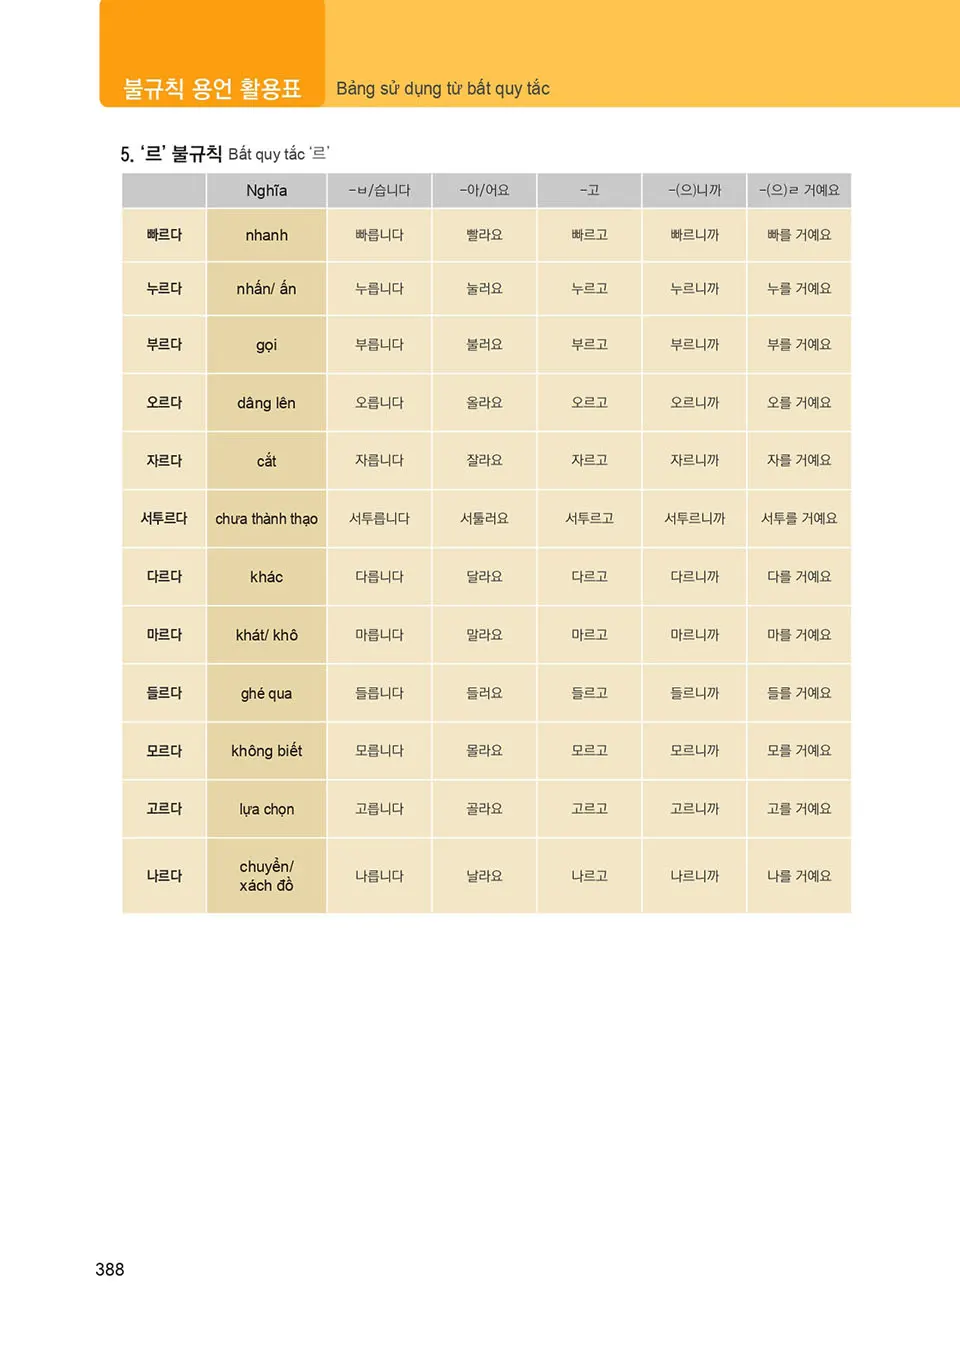 불규칙 용언 활용표 Bảng sử dụng từ bất quy tắc
5. ‘르’ 불규칙 Bất quy tắc ‘르’
Nghĩa -ㅂ/습니다 -아/어요 -고 -(으)니까 -(으)ㄹ 거예요
빠르다 nhanh 빠릅니다 빨라요 빠르고 빠르니까 빠를 거예요
누르다 nhấn/ ấn 누릅니다 눌러요 누르고 누르니까 누를 거예요
부르다 gọi 부릅니다 불러요 부르고 부르니까 부를 거예요
오르다 dâng lên 오릅니다 올라요 오르고 오르니까 오를 거예요
자르다 cắt 자릅니다 잘라요 자르고 자르니까 자를 거예요
서투르다 chưa thành thạo 서투릅니다 서툴러요 서투르고 서투르니까 서투를 거예요
다르다 khác 다릅니다 달라요 다르고 다르니까 다를 거예요
마르다 khát/ khô 마릅니다 말라요 마르고 마르니까 마를 거예요
들르다 ghé qua 들릅니다 들러요 들르고 들르니까 들를 거예요
모르다 không biết 모릅니다 몰라요 모르고 모르니까 모를 거예요
고르다 lựa chọn 고릅니다 골라요 고르고 고르니까 고를 거예요
나르다 chuyển/ xách đồ 나릅니다 날라요 나르고 나르니까 나를 거예요
388